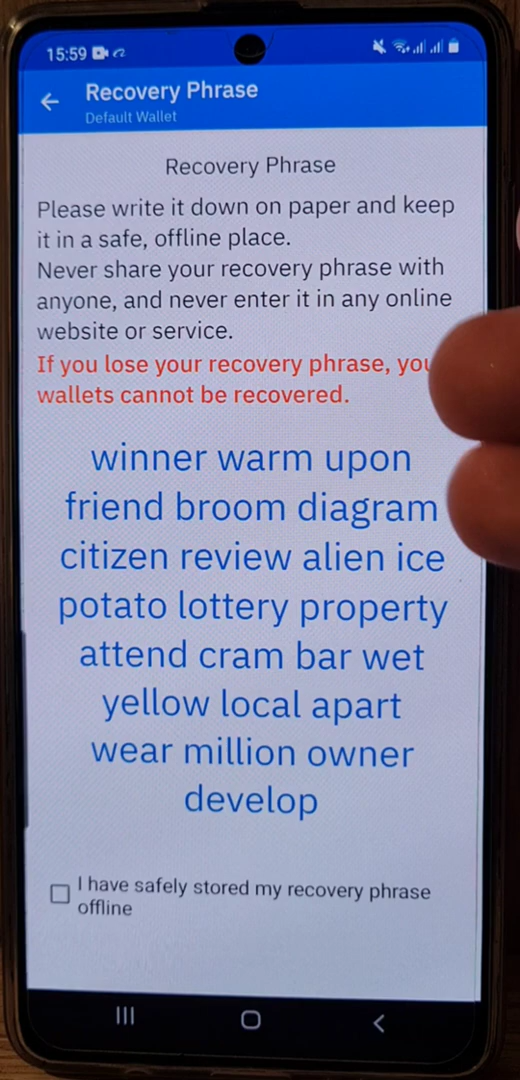 15:59
Recovery Phrase
Default Wallet
Recovery Phrase
Please write it down on paper and keep
it in a safe, offline place.
Never share your recovery phrase with
anyone, and never enter it in any online
website or service.
If you lose your recovery phrase,
wallets cannot be recovered.
winner warm upon
friend broom diagram
citizen review alien ice
potato lottery property
attend cram bar wet
yellow local apart
wear million owner
develop
I have safely stored my recovery phrase
offline